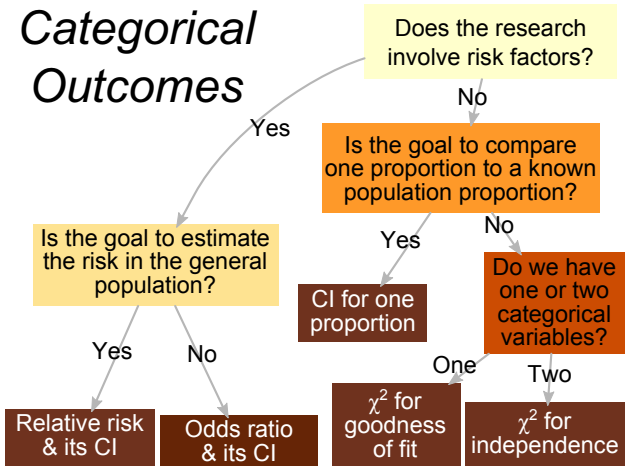 Categorical
Outcomes
Does the research
involve risk factors?
Yes
No
Is the goal to compare
one proportion to a known
population proportion?
Is the goal to estimate
the risk in the general
population?
Yes
No
CI for one
proportion
Do we have
one or two
categorical
variables?
Yes
No
One
Two
Relative risk
& its CI
Odds ratio
& its CI
χ² for
goodness
of fit
χ² for
independence